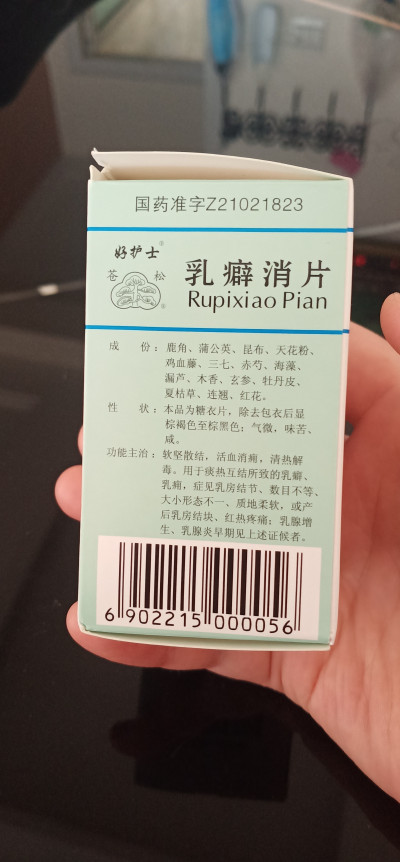 国药准字Z21021823
好护士®
苍松®
乳癖消片
Rupixiao Pian
成份:鹿角、蒲公英、昆布、天花粉、
鸡血藤、三七、赤芍、海藻、
漏芦、木香、玄参、牡丹皮、
夏枯草、连翘、红花。
性状:本品为糖衣片,除去包衣后显
棕褐色至棕黑色;气微,味苦、
咸。
功能主治:软坚散结,活血消痈,清热解
毒。用于痰热互结所致的乳癖、
乳痈,症见乳房结节、数目不等、
大小形态不一、质地柔软,或产
后乳房结块、红热疼痛;乳腺增
生、乳腺炎早期见上述证候者。
6902215000056